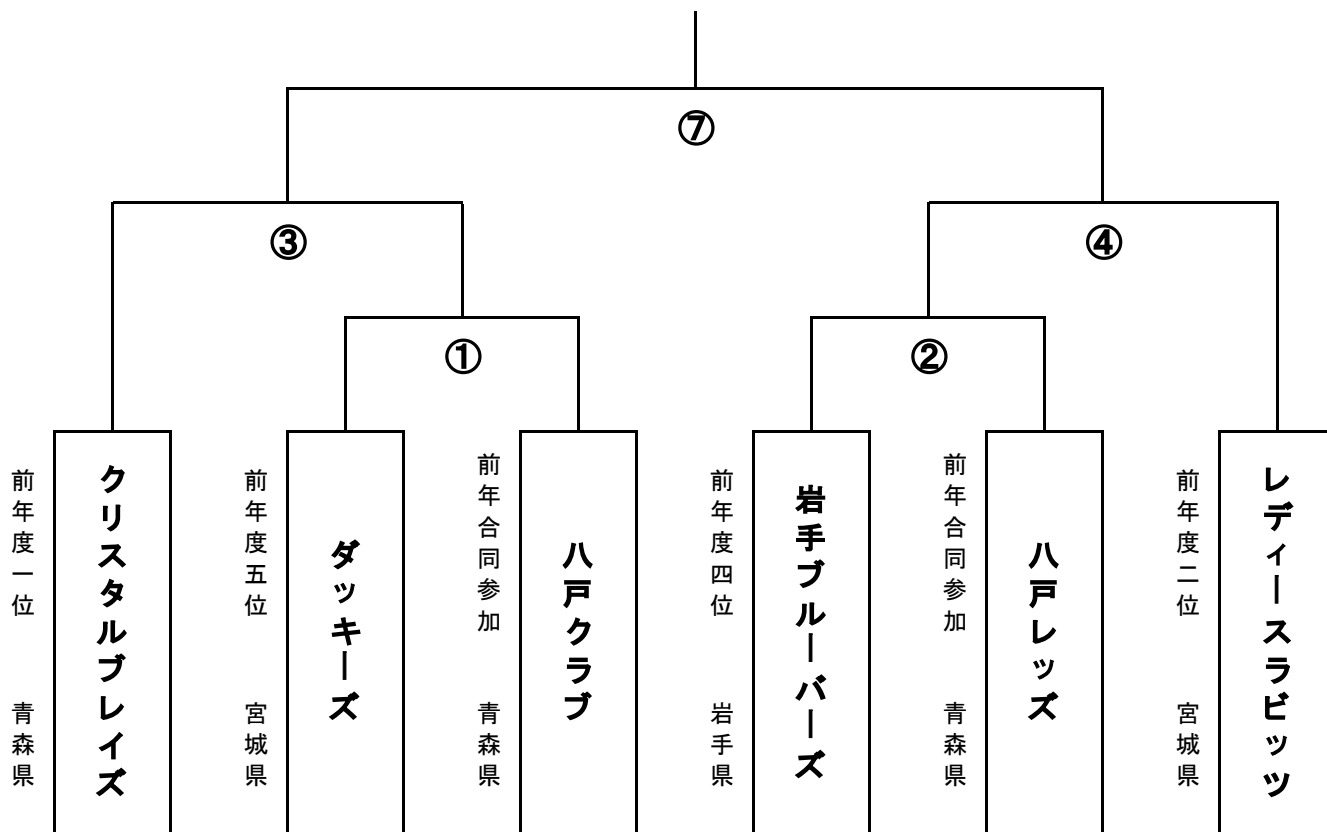 ⑦
③
④
①
②
前年度一位
青森県
クリスタルブレイズ
前年度五位
宮城県
ダッキーズ
前年合同参加
青森県
八戸クラブ
前年度四位
岩手県
岩手ブルーバーズ
前年合同参加
青森県
八戸レッズ
前年度二位
宮城県
レディースラビッツ